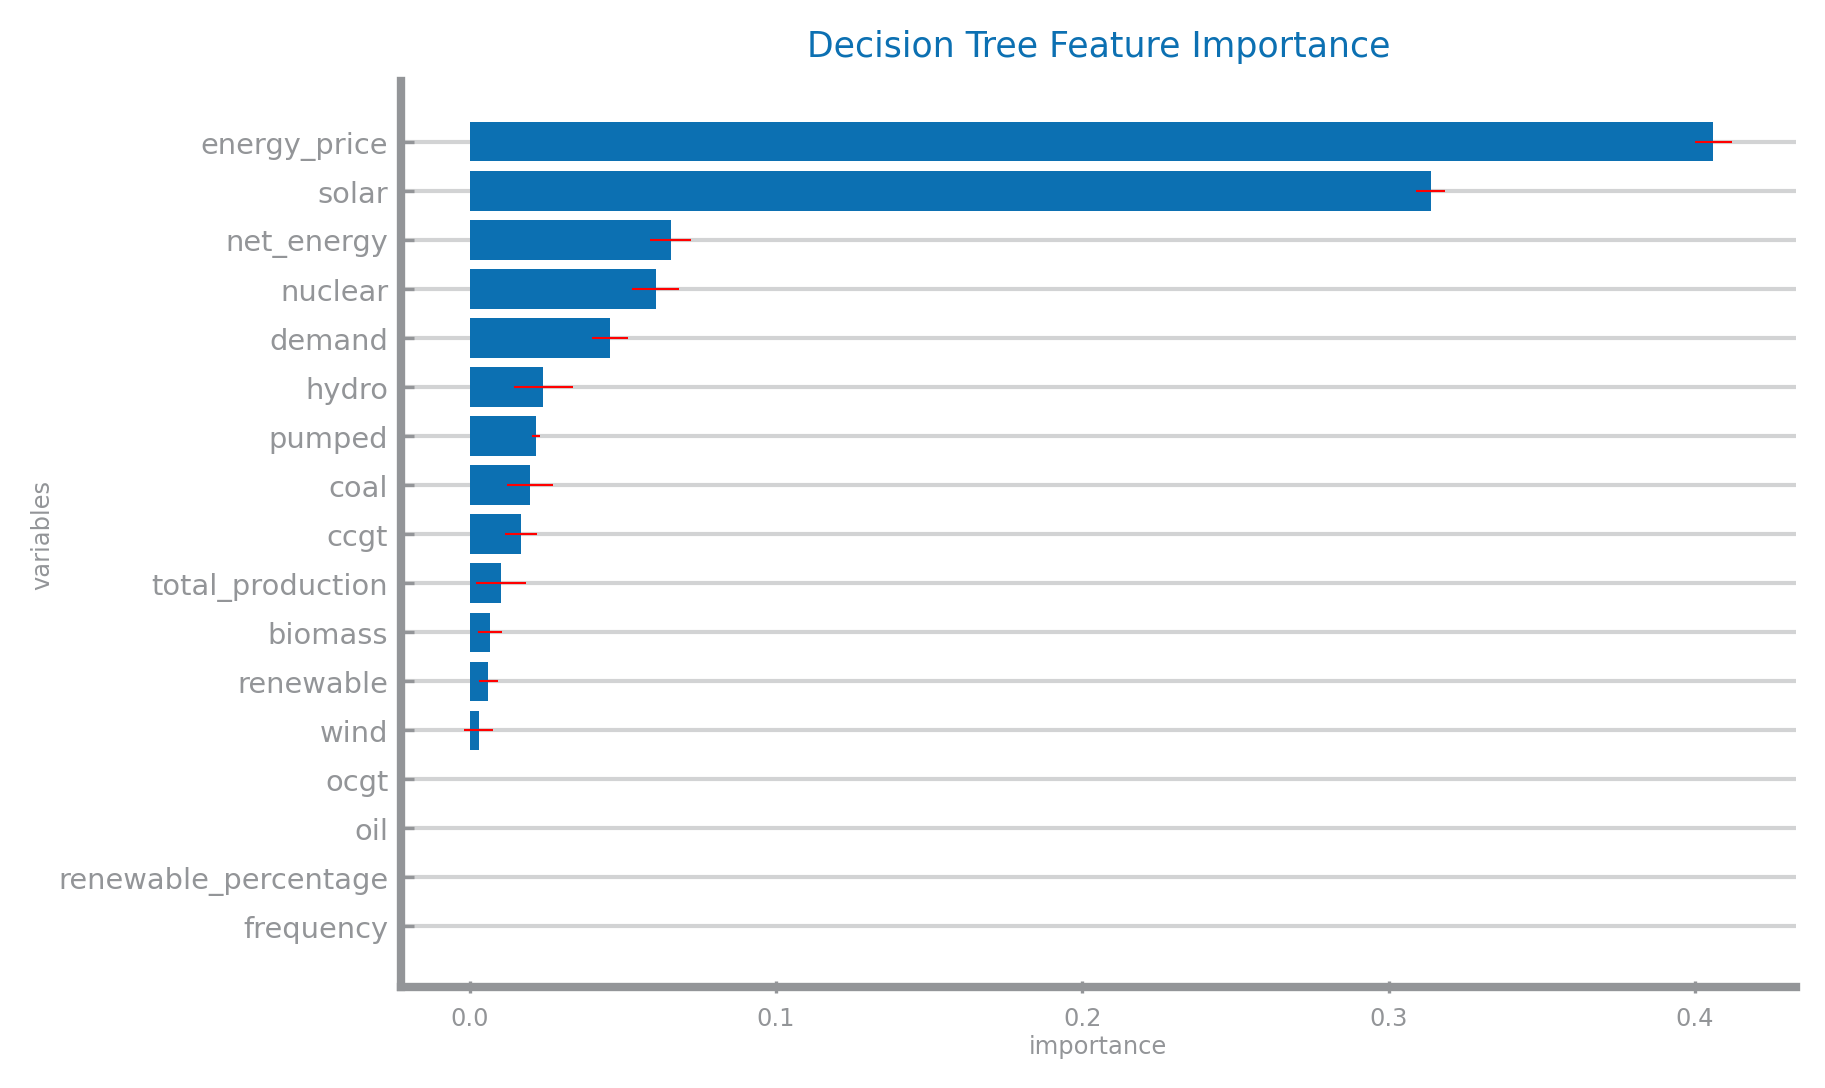 Decision Tree Feature Importance
energy_price
solar
net_energy
nuclear
demand
hydro
pumped
coal
ccgt
total_production
biomass
renewable
wind
ocgt
oil
renewable_percentage
frequency
variables
0.0 0.1 0.2 0.3 0.4
importance